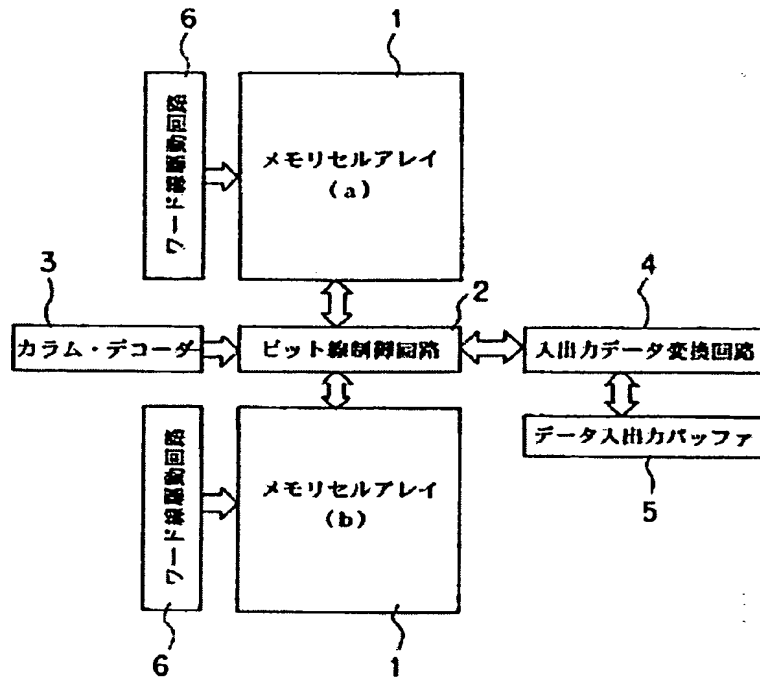 6
1
ワード線駆動回路
メモリセルアレイ
(a)
3
2
4
カラム・デコーダ
ビット線制御回路
入出力データ変換回路
ワード線駆動回路
メモリセルアレイ
(b)
データ入出力バッファ
5
6
1